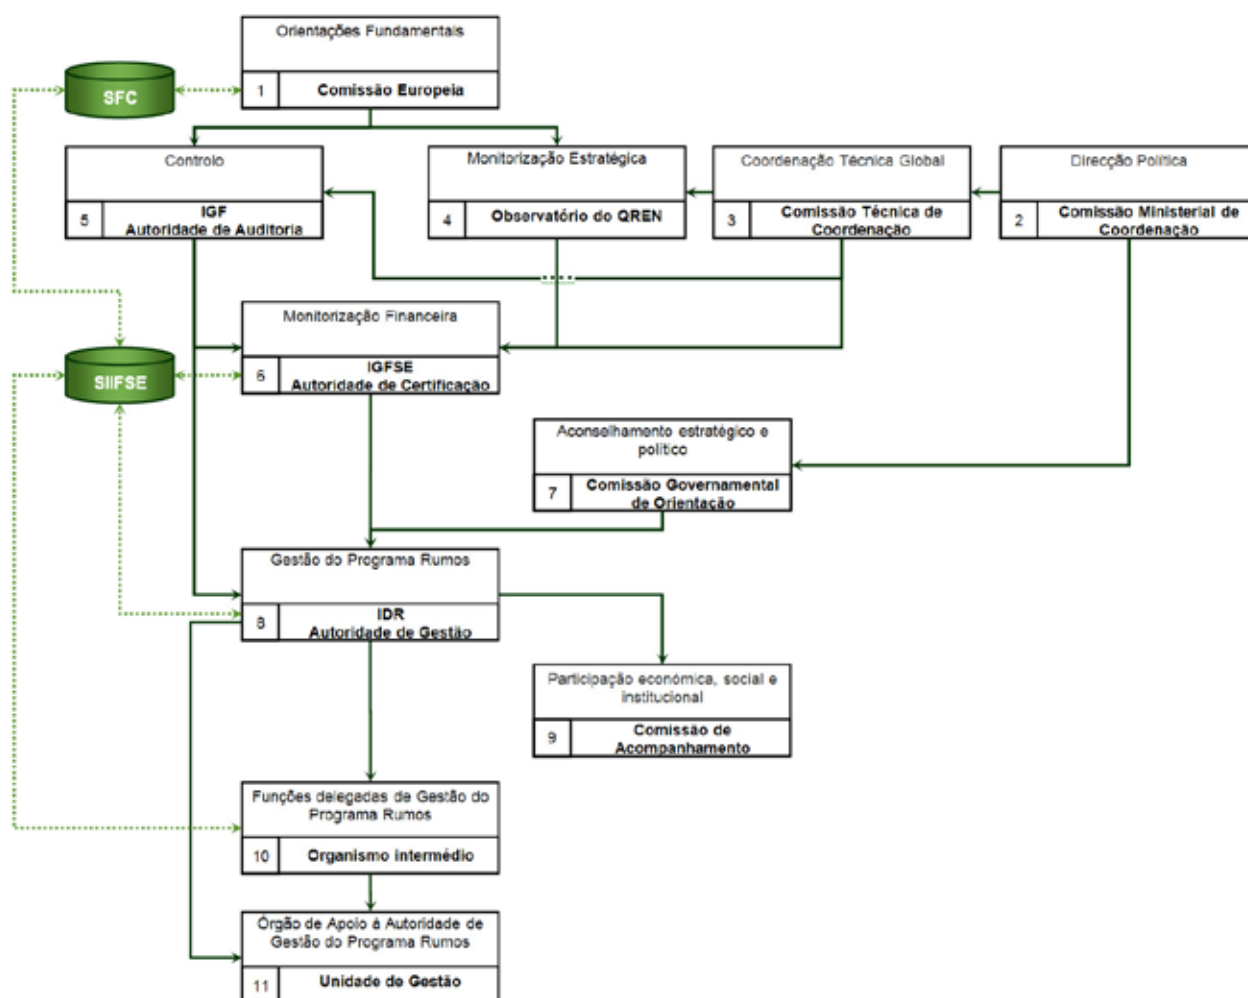 Orientações Fundamentais
1
Comissão Europeia
SFC
Controlo
5
IGF
Autoridade de Auditoria
Monitorização Estratégica
4
Observatório do QREN
Coordenação Técnica Global
3
Comissão Técnica de
Coordenação
Direcção Política
2
Comissão Ministerial de
Coordenação
Monitorização Financeira
6
IGFSE
Autoridade de Certificação
SIIFSE
Aconselhamento estratégico e
político
7
Comissão Governamental
de Orientação
Gestão do Programa Rumos
8
IDR
Autoridade de Gestão
Participação económica, social e
institucional
9
Comissão de
Acompanhamento
Funções delegadas de Gestão do
Programa Rumos
10
Organismo intermédio
Órgão de Apoio à Autoridade de
Gestão do Programa Rumos
11
Unidade de Gestão